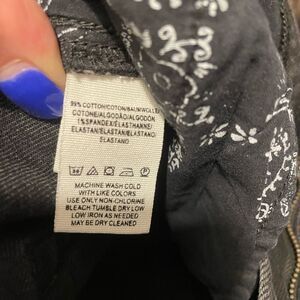 99% COTTON/COTON/BAUMWOLLE
COTONE/ALGODÃO/ALGODÓN
1% SPANDEX/ÉLASTHANNE/
ELASTAN/ELASTAN/ELASTANO/
ELASTANO
MACHINE WASH COLD
WITH LIKE COLORS
USE ONLY NON-CHLORINE
BLEACH TUMBLE DRY LOW
LOW IRON AS NEEDED
MAY BE DRY CLEANED